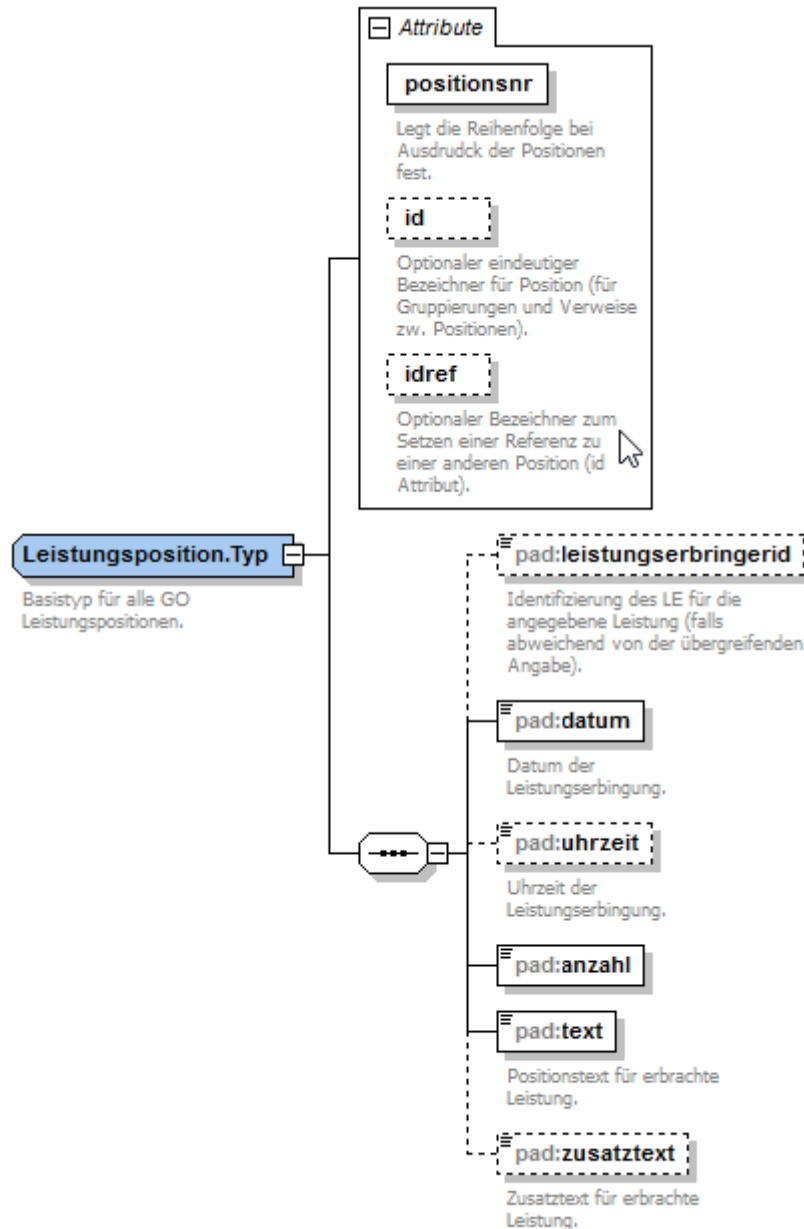 Attribute
positionsnr
Legt die Reihenfolge bei
Ausdrudck der Positionen
fest.
id
Optionaler eindeutiger
Bezeichner für Position (für
Gruppierungen und Verweise
zw. Positionen).
idref
Optionaler Bezeichner zum
Setzen einer Referenz zu
einer anderen Position (id
Attribut).
Leistungsposition.Typ
Basistyp für alle GO
Leistungspositionen.
pad:leistungserbringerid
Identifizierung des LE für die
angegebene Leistung (falls
abweichend von der übergreifenden
Angabe).
pad:datum
Datum der
Leistungserbingung.
pad:uhrzeit
Uhrzeit der
Leistungserbingung.
pad:anzahl
pad:text
Positionstext für erbrachte
Leistung.
pad:zusatztext
Zusatztext für erbrachte
Leistung.